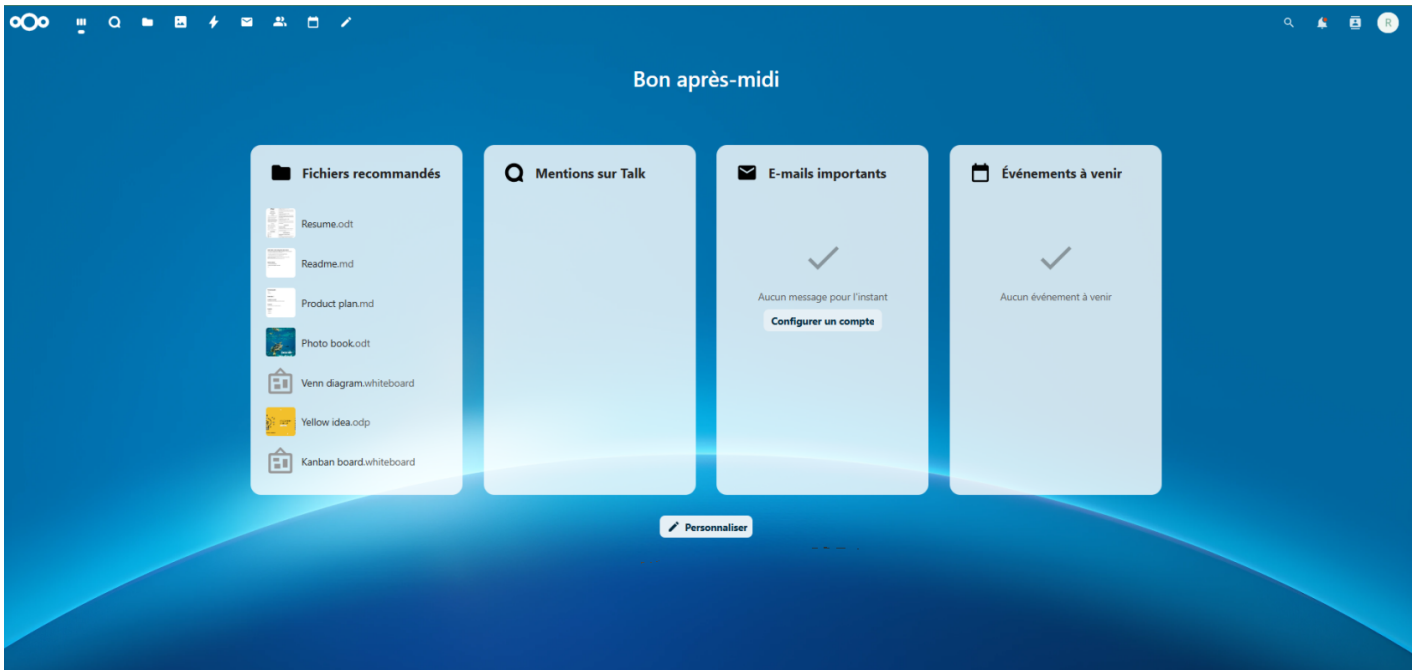 R
Bon après-midi
Fichiers recommandés
Resume.odt
Readme.md
Product plan.md
Photo book.odt
Venn diagram.whiteboard
Yellow idea.odp
Kanban board.whiteboard
Mentions sur Talk
E-mails importants
Aucun message pour l'instant
Configurer un compte
Événements à venir
Aucun événement à venir
Personnaliser